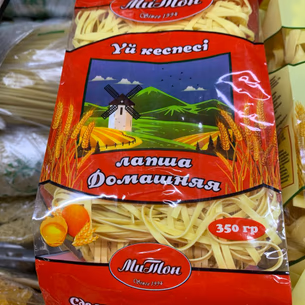 МиТон
Since 1994
Үй кеспесі
лапша
Домашняя
350 гр
МиТон
Since 1994